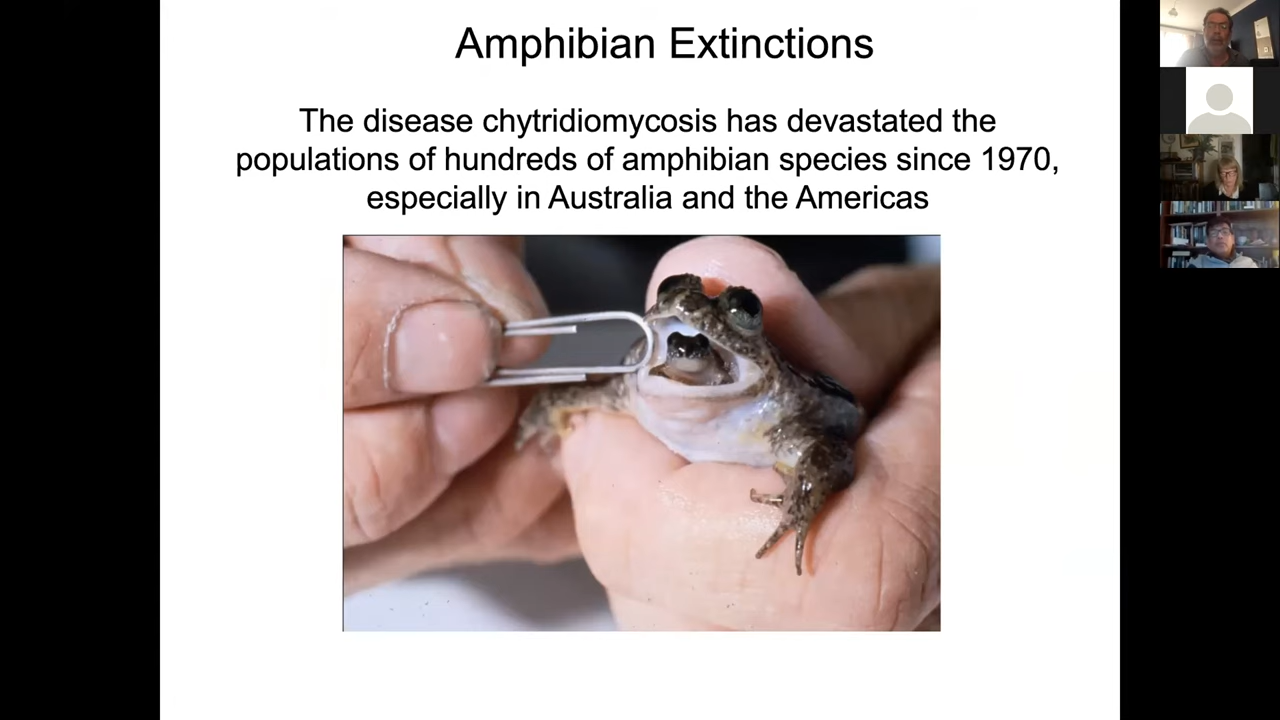 Amphibian Extinctions
The disease chytridiomycosis has devastated the
populations of hundreds of amphibian species since 1970,
especially in Australia and the Americas